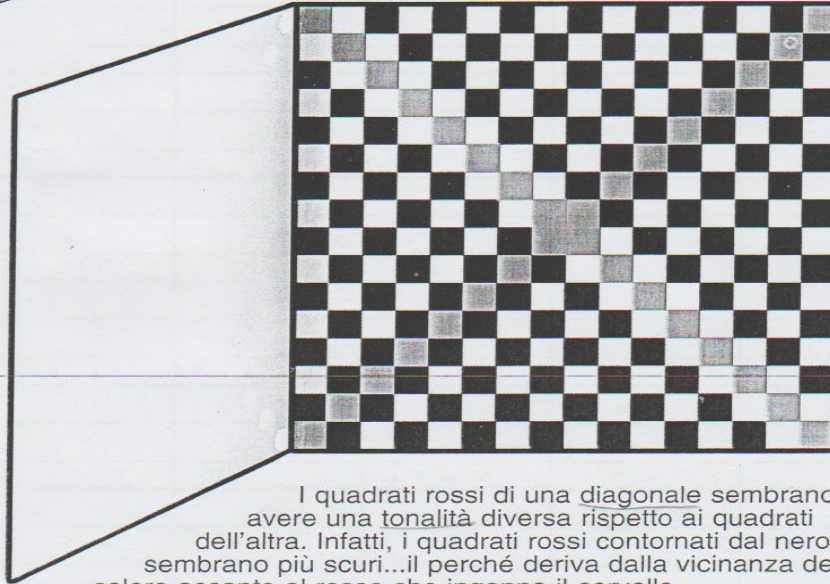 I quadrati rossi di una diagonale sembrano
avere una tonalità diversa rispetto ai quadrati
dell'altra. Infatti, i quadrati rossi contornati dal nero
sembrano più scuri...il perché deriva dalla vicinanza